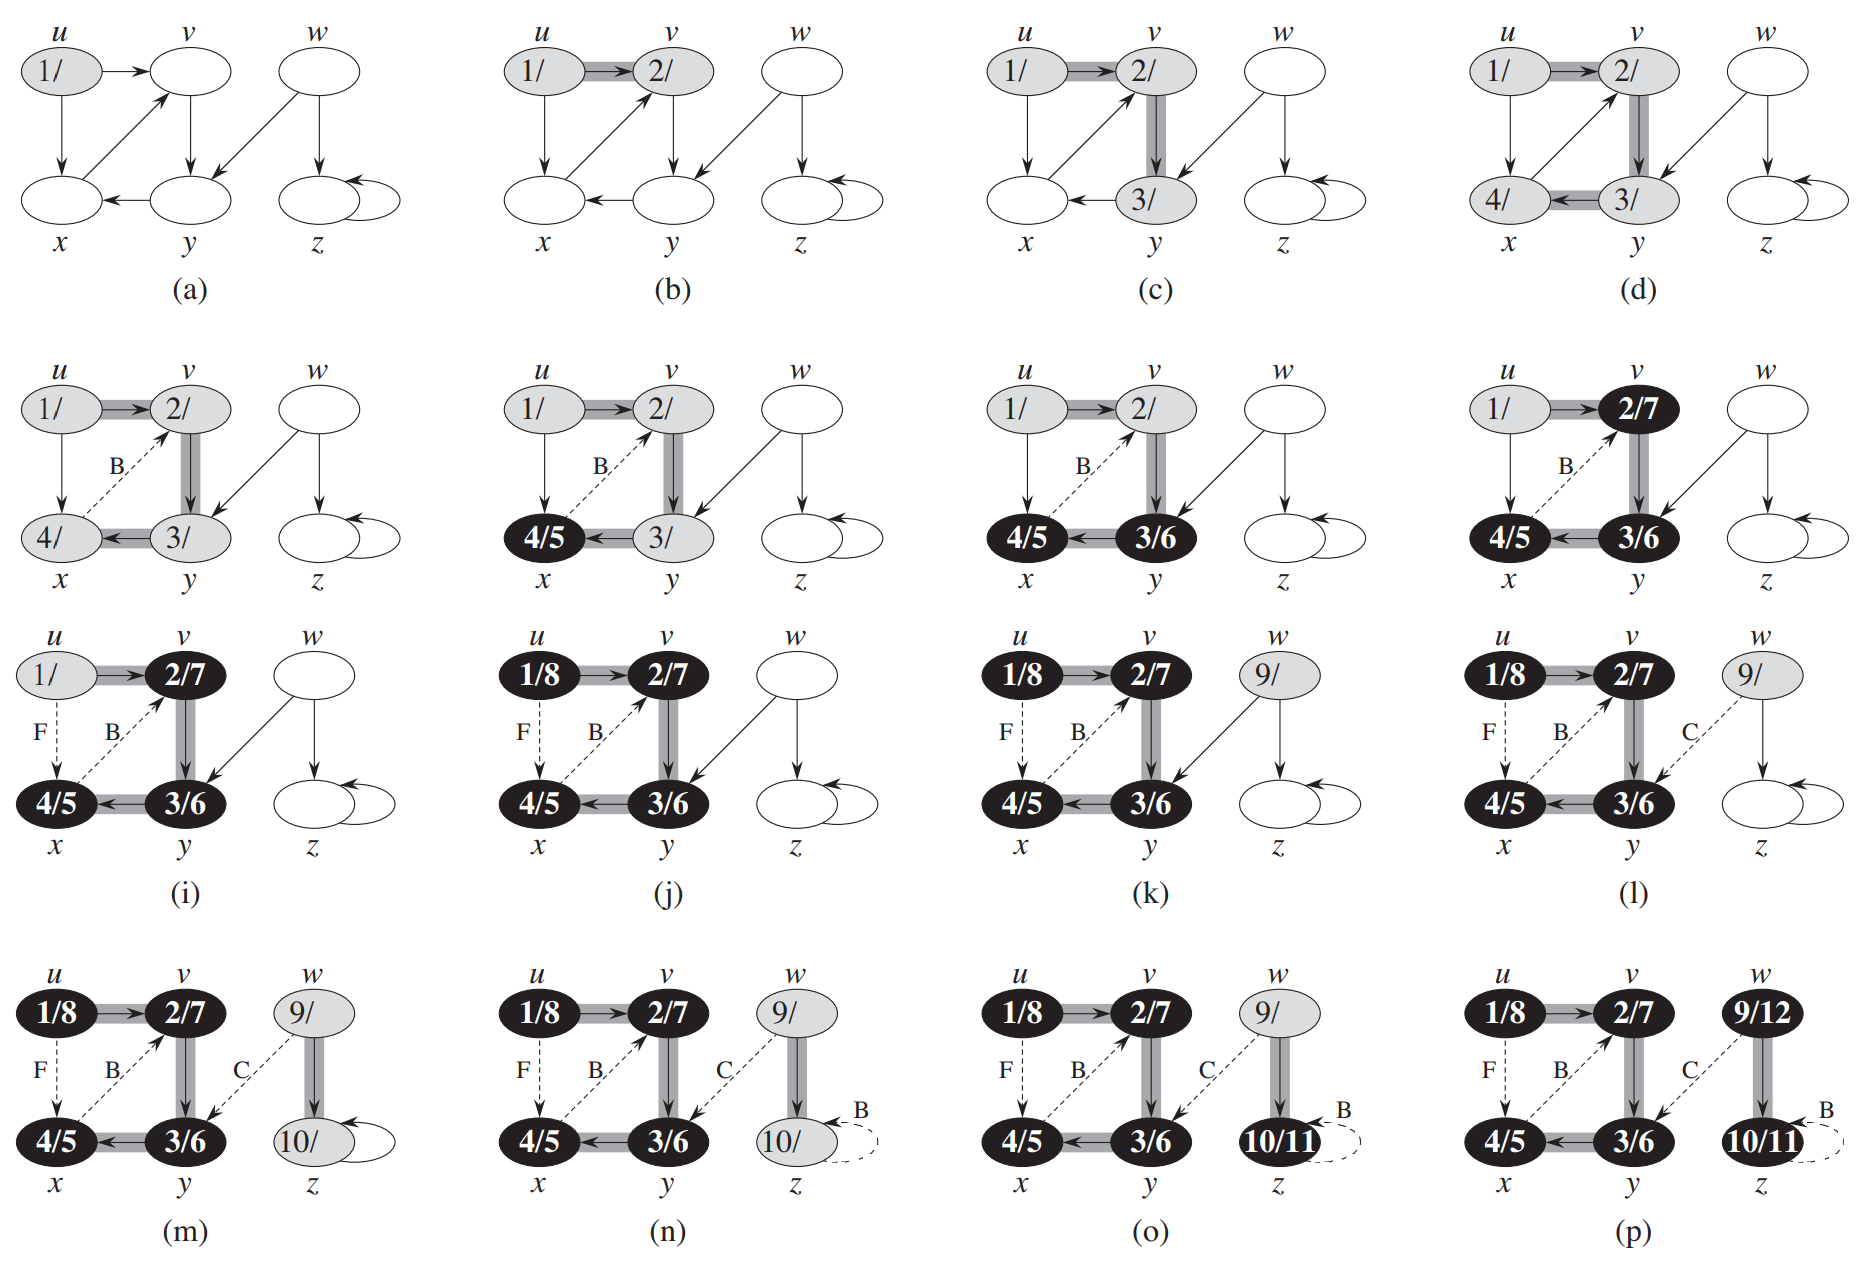 u v w u v w u v w u v w
1/ 1/ 2/ 1/ 2/ 1/ 2/
3/ 4/ 3/
x y z x y z x y z x y z
(a) (b) (c) (d)
u v w u v w u v w u v w
1/ 2/ 1/ 2/ 1/ 2/ 1/ 2/7
B B B B
4/ 3/ 4/5 3/ 4/5 3/6 4/5 3/6
x y z x y z x y z x y z
u v w u v w u v w u v w
1/ 2/7 1/8 2/7 1/8 2/7 9/ 1/8 2/7 9/
F B F B F B F B C
4/5 3/6 4/5 3/6 4/5 3/6 4/5 3/6
x y z x y z x y z x y z
(i) (j) (k) (l)
u v w u v w u v w u v w
1/8 2/7 9/ 1/8 2/7 9/ 1/8 2/7 9/ 1/8 2/7 9/12
F B C F B C F B C F B C
B B B
4/5 3/6 10/ 4/5 3/6 10/ 4/5 3/6 10/11 4/5 3/6 10/11
x y z x y z x y z x y z
(m) (n) (o) (p)